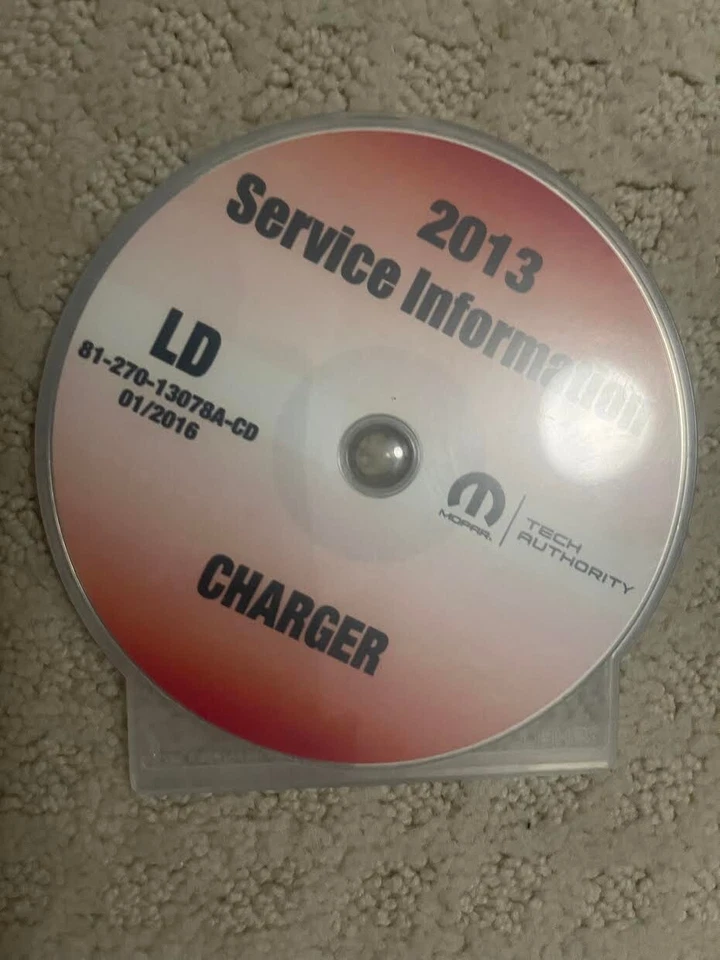 2013
Service Information
LD
81-270-13078A-CD
01/2016
MOPAR.
TECH
AUTHORITY
CHARGER